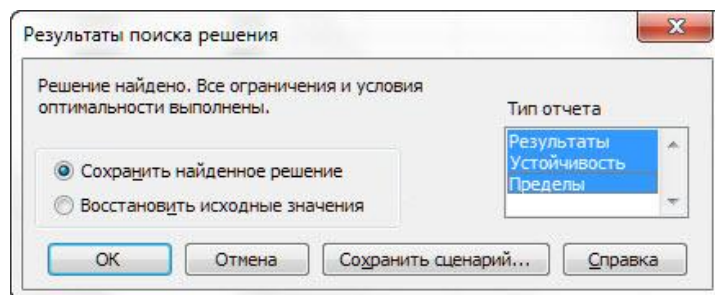 Результаты поиска решения
Решение найдено. Все ограничения и условия
оптимальности выполнены.
Тип отчета
Результаты
Устойчивость
Пределы
Сохранить найденное решение
Восстановить исходные значения
ОК
Отмена
Сохранить сценарий...
Справка